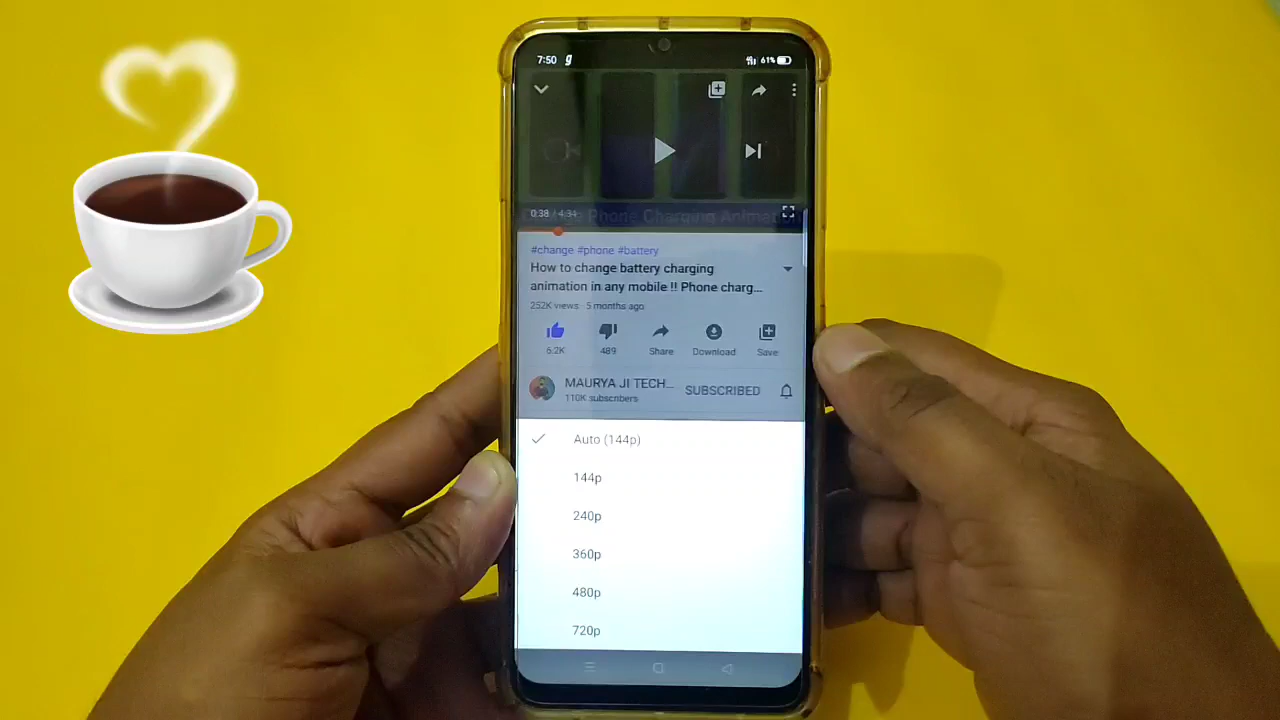 7:50 g 61%
0:38 / 4:34
ge Phone Charging Animation
#change #phone #battery
How to change battery charging
animation in any mobile !! Phone charg...
252K views · 5 months ago
6.2K 489 Share Download Save
MAURYA JI TECH... SUBSCRIBED
110K subscribers
Auto (144p)
144p
240p
360p
480p
720p